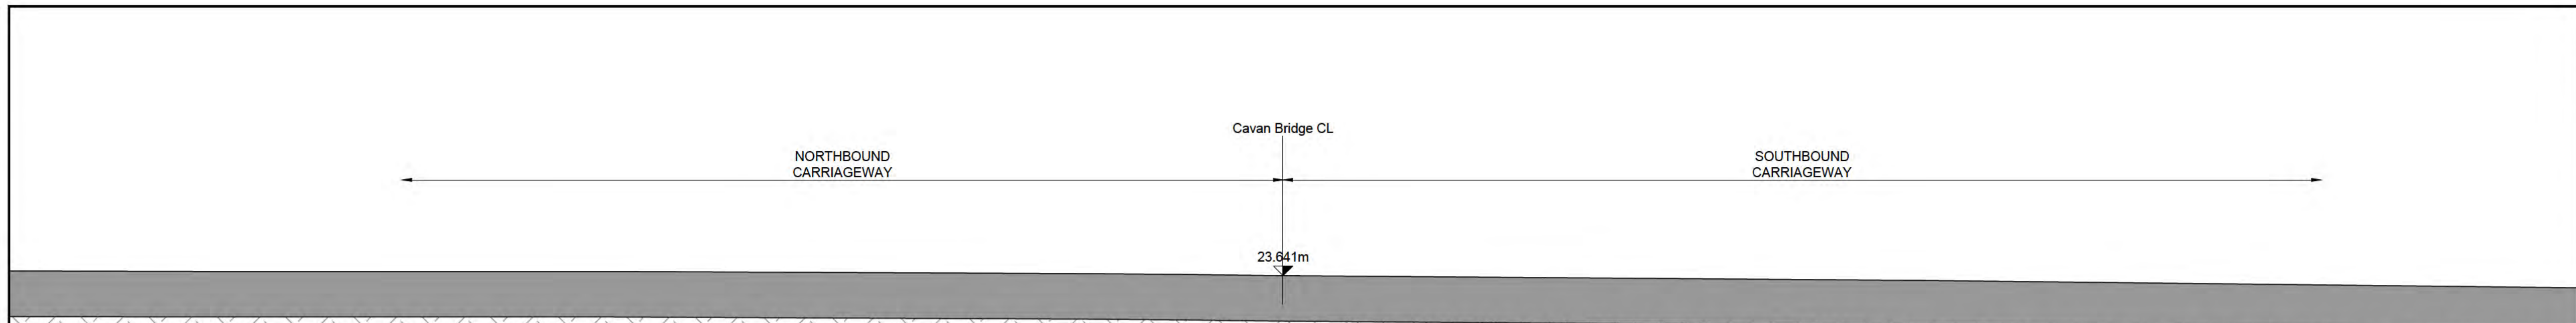 Cavan Bridge CL
NORTHBOUND
CARRIAGEWAY
SOUTHBOUND
CARRIAGEWAY
23.641m